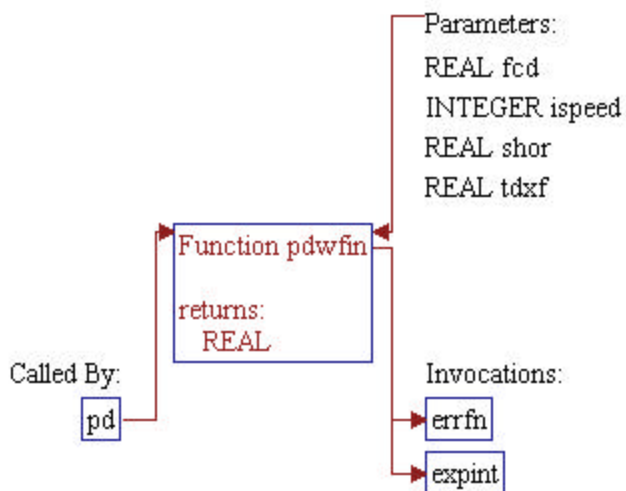 Parameters:
REAL fcd
INTEGER ispeed
REAL shor
REAL tdxf
Function pdwfin
returns:
REAL
Called By:
pd
Invocations:
errfn
expint